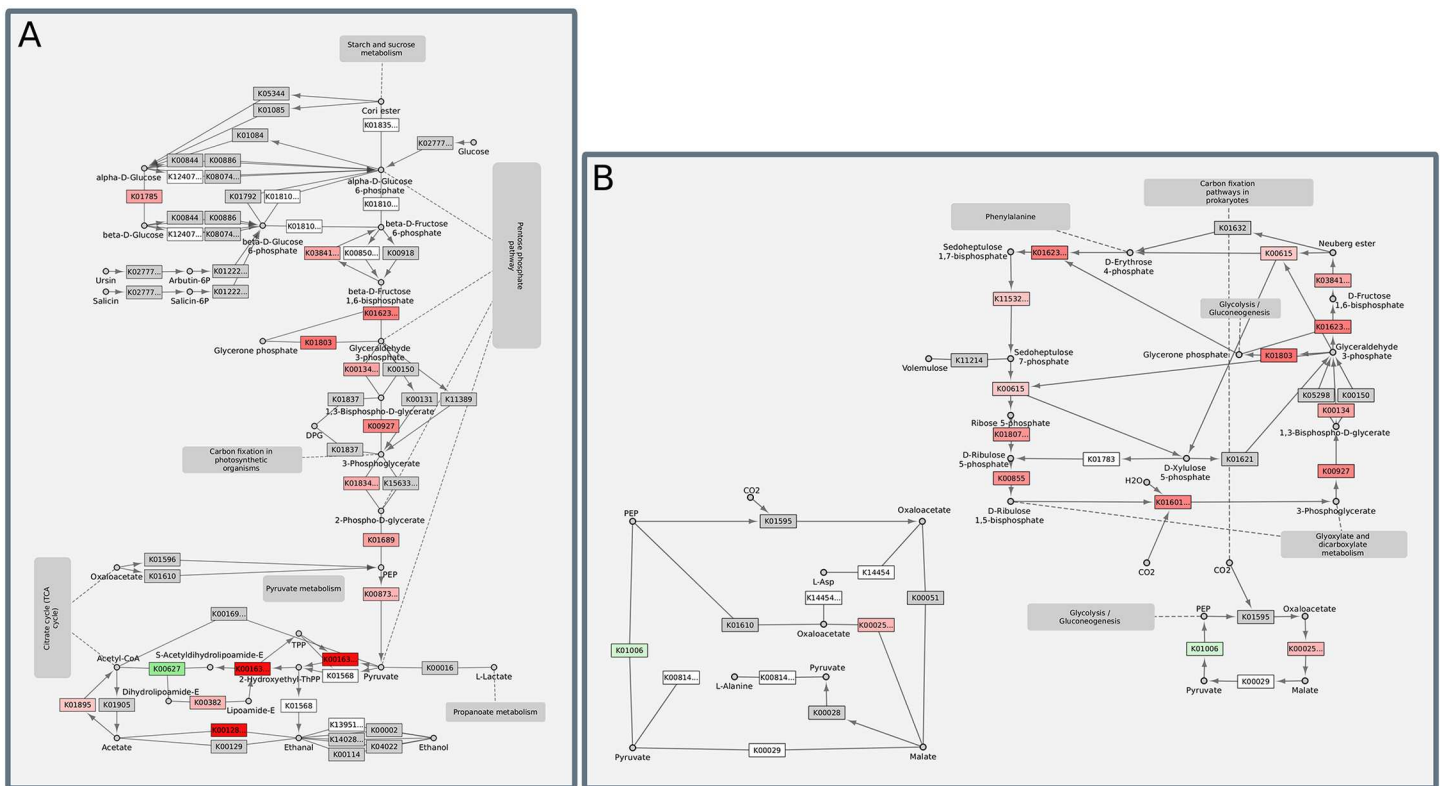 A
Starch and sucrose
metabolism
K05344
K01085
Cori ester
K01835...
K01084
K02777...
Glucose
K00844
K00886
alpha-D-Glucose
K12407...
K08074...
alpha-D-Glucose
6-phosphate
K01785
K01792
K01810...
K01810...
K00844
K00886
K01810...
beta-D-Fructose
6-phosphate
beta-D-Glucose
K12407...
K08074...
beta-D-Glucose
6-phosphate
K03841...
K00850...
K00918
Pentose phosphate
pathway
K02777...
K01222...
Ursin
Arbutin-6P
K02777...
K01222...
Salicin
Salicin-6P
beta-D-Fructose
1,6-bisphosphate
K01623...
Glycerone phosphate
K01803
Glyceraldehyde
3-phosphate
K00134...
K00150
K01837
K00131
K11389
1,3-Bisphospho-D-glycerate
K00927
DPG
K01837
Carbon fixation in
photosynthetic
organisms
3-Phosphoglycerate
K01834...
K15633...
2-Phospho-D-glycerate
K01689
K01596
Oxaloacetate
K01610
PEP
Pyruvate metabolism
K00873...
Citrate cycle (TCA
cycle)
K00169...
TPP
Acetyl-CoA
S-Acetyldihydrolipoamide-E
K00163...
K00627
K00163...
2-Hydroxyethyl-ThPP
K01568
Pyruvate
K00016
L-Lactate
Dihydrolipoamide-E
K01895
K01905
K00382
Lipoamide-E
K01568
Propanoate metabolism
K00128...
K13951...
K00002
Acetate
K00129
Ethanal
K14028...
K04022
Ethanol
K00114
B
Carbon fixation
pathways in
prokaryotes
Phenylalanine
K01632
Sedoheptulose
1,7-bisphosphate
K01623...
D-Erythrose
4-phosphate
K00615
Neuberg ester
K03841...
K11532...
D-Fructose
1,6-bisphosphate
Glycolysis /
Gluconeogenesis
K01623...
Volemulose
K11214
Sedoheptulose
7-phosphate
Glycerone phosphate
K01803
Glyceraldehyde
3-phosphate
K00615
K05298
K00150
K00134
Ribose 5-phosphate
K01807...
1,3-Bisphospho-D-glycerate
D-Ribulose
5-phosphate
K01783
D-Xylulose
5-phosphate
K01621
K00855
H2O
K00927
D-Ribulose
1,5-bisphosphate
K01601...
3-Phosphoglycerate
Glyoxylate and
dicarboxylate
metabolism
CO2
CO2
CO2
PEP
K01595
Oxaloacetate
L-Asp
K14454
K14454...
K00051
K01610
Oxaloacetate
K00025...
K01006
K00814...
L-Alanine
K00814...
Pyruvate
K00028
Pyruvate
K00029
Malate
Glycolysis /
Gluconeogenesis
PEP
K01595
Oxaloacetate
K01006
K00025...
Pyruvate
K00029
Malate